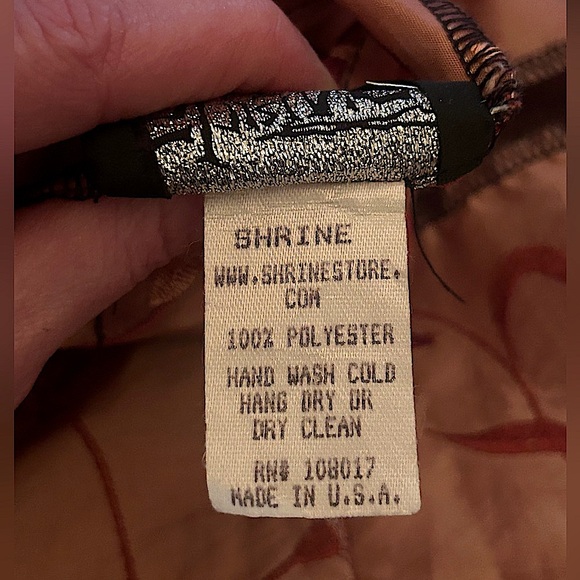 SHRINE
WWW.SHRINESTORE.
COM
100% POLYESTER
HAND WASH COLD
HANG DRY OR
DRY CLEAN
RN# 108017
MADE IN U.S.A.